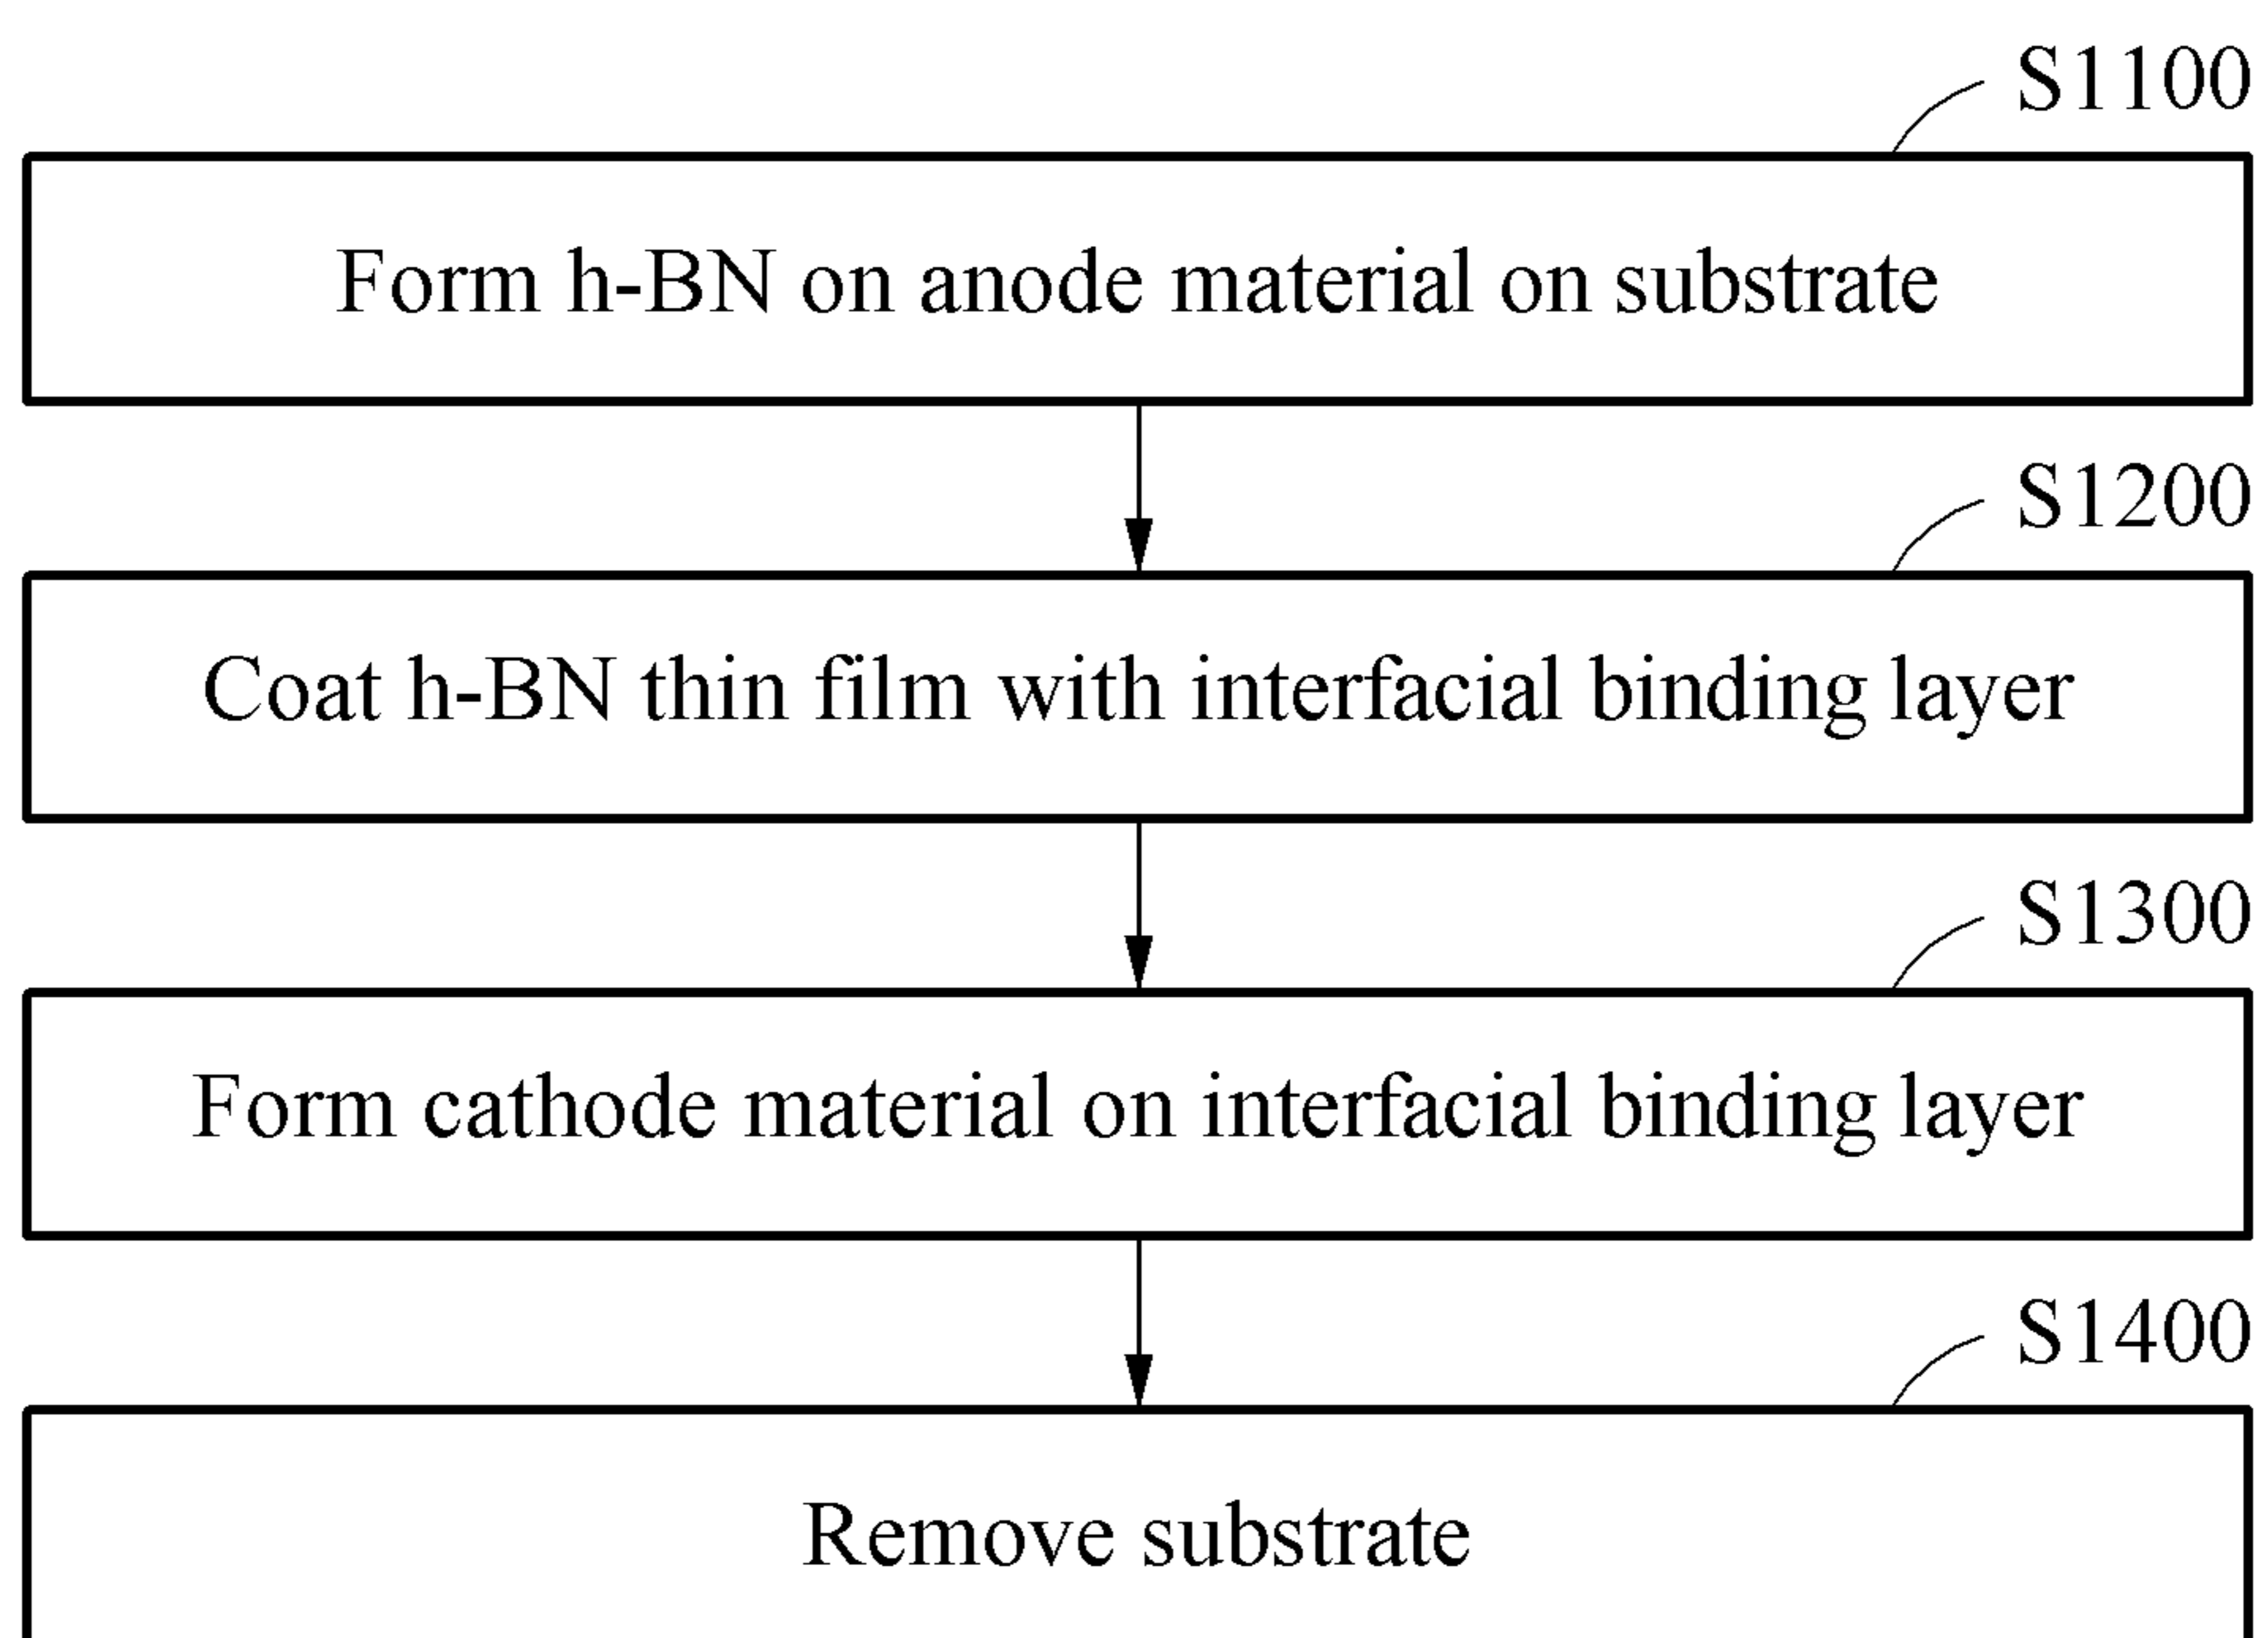 S1100
Form h-BN on anode material on substrate
S1200
Coat h-BN thin film with interfacial binding layer
S1300
Form cathode material on interfacial binding layer
S1400
Remove substrate